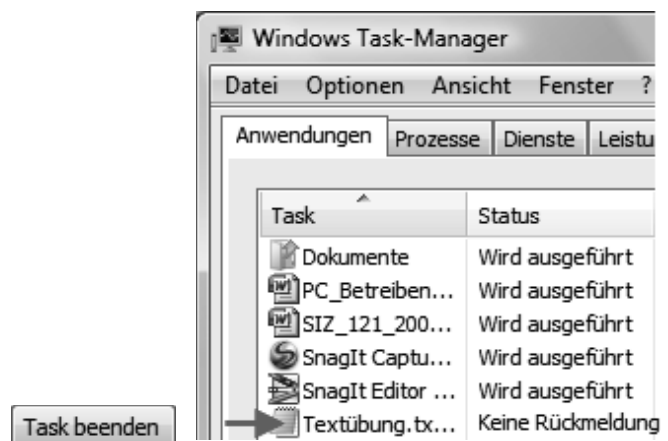 Windows Task-Manager
Datei Optionen Ansicht Fenster ?
Anwendungen Prozesse Dienste Leistu
Task Status
Dokumente Wird ausgeführt
PC_Betreiben... Wird ausgeführt
SIZ_121_200... Wird ausgeführt
SnagIt Captu... Wird ausgeführt
SnagIt Editor ... Wird ausgeführt
Textübung.tx... Keine Rückmeldung
Task beenden